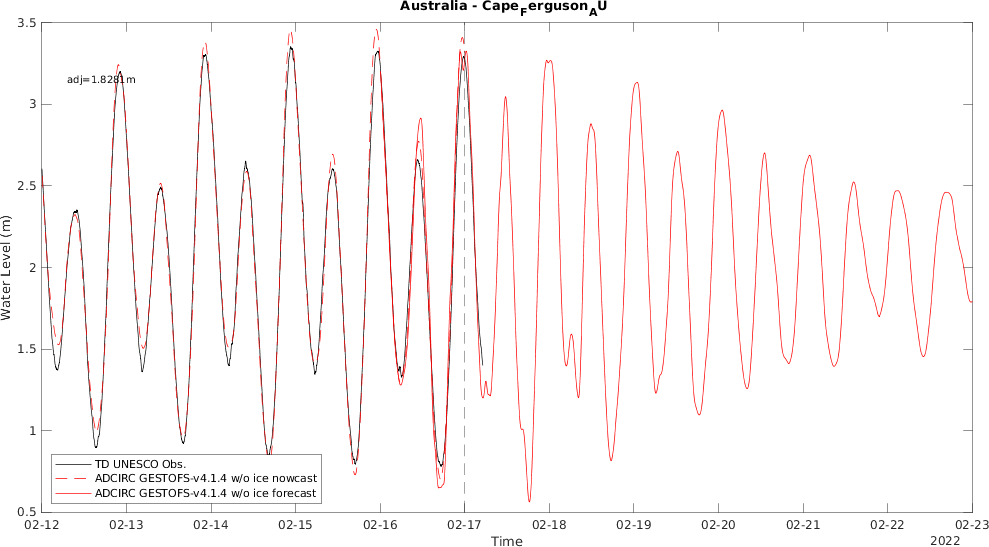 Australia - Cape_Ferguson_AU
3.5
adj=1.8281m
3
2.5
2
1.5
1
0.5
Water Level (m)
TD UNESCO Obs.
ADCIRC GESTOFS-v4.1.4 w/o ice nowcast
ADCIRC GESTOFS-v4.1.4 w/o ice forecast
02-12 02-13 02-14 02-15 02-16 02-17 02-18 02-19 02-20 02-21 02-22 02-23
Time
2022